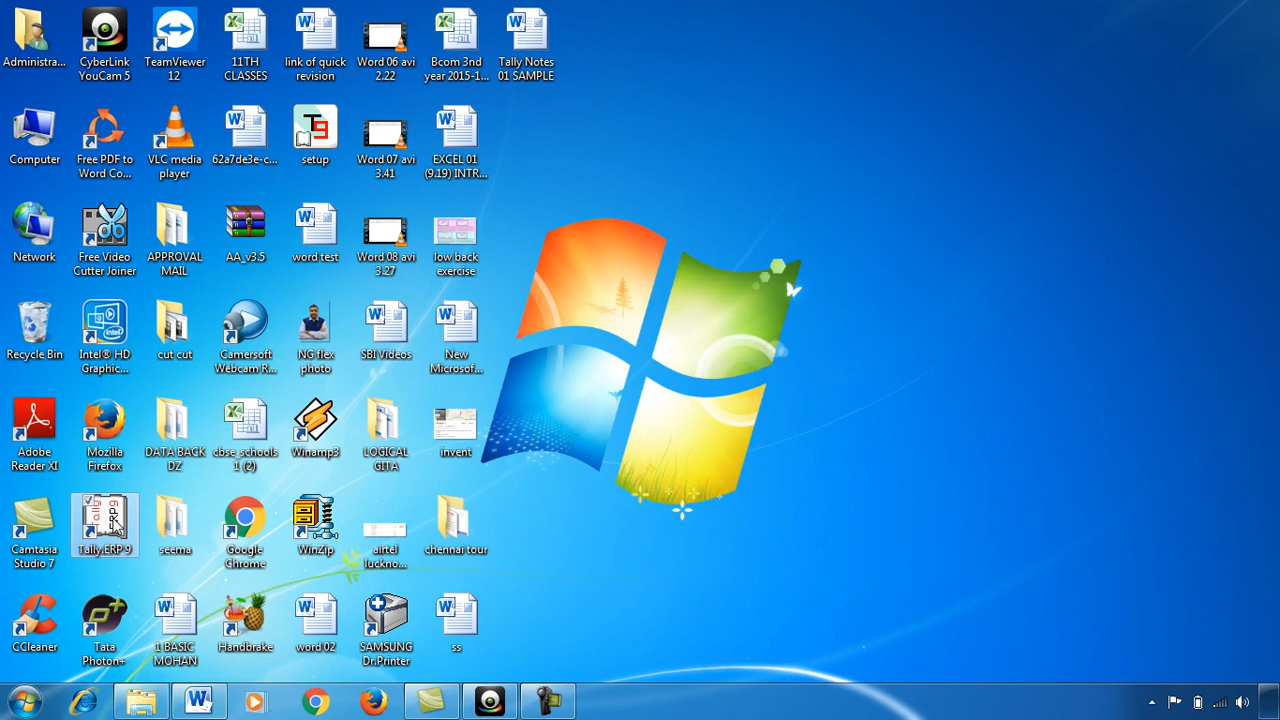 Administra...
CyberLink
YouCam 5
TeamViewer
12
11TH
CLASSES
link of quick
revision
Word 06 avi
2.22
Bcom 3nd
year 2015-1...
Tally Notes
01 SAMPLE
Computer
Free PDF to
Word Co...
VLC media
player
62a7de3e-c...
setup
Word 07 avi
3.41
EXCEL 01
(9.19) INTR...
Network
Free Video
Cutter Joiner
APPROVAL
MAIL
AA_v3.5
word test
Word 08 avi
3.27
low back
exercise
Recycle Bin
Intel® HD
Graphic...
cut cut
Camersoft
Webcam R...
NG flex
photo
SBI Videos
New
Microsof...
Adobe
Reader XI
Mozilla
Firefox
DATA BACK
DZ
cbse_schools
1 (2)
Winamp3
LOGICAL
GITA
invent
Camtasia
Studio 7
Tally.ERP 9
seema
Google
Chrome
WinZip
airtel
luckno...
chennai tour
CCleaner
Tata
Photon+
1 BASIC
MOHAN
Handbrake
word 02
SAMSUNG
Dr.Printer
ss